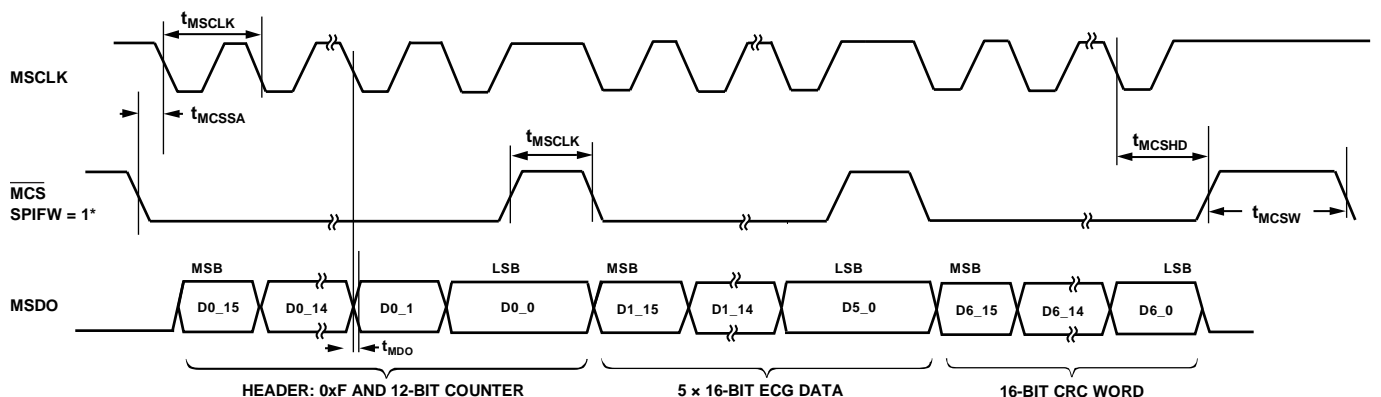 tMSCLK
MSCLK
tMCSSA
tMSCLK
tMCSHD
MCS
SPIFW = 1*
tMCSW
MSB LSB MSB LSB MSB LSB
MSDO
D0_15 D0_14 D0_1 D0_0 D1_15 D1_14 D5_0 D6_15 D6_14 D6_0
tMDO
HEADER: 0xF AND 12-BIT COUNTER 5 × 16-BIT ECG DATA 16-BIT CRC WORD